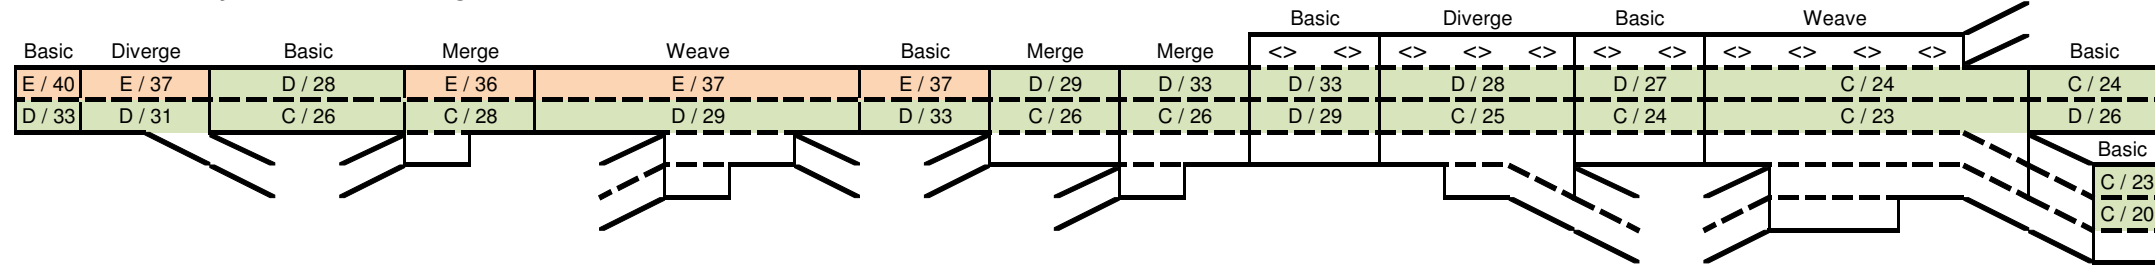 Basic Diverge Basic Weave
Basic Diverge Basic Merge Weave Basic Merge Merge <> <> <> <> <> <> <> <> <> <> <> Basic
E / 40 E / 37 D / 28 E / 36 E / 37 E / 37 D / 29 D / 33 D / 33 D / 28 D / 27 C / 24 C / 24
D / 33 D / 31 C / 26 C / 28 D / 29 D / 33 C / 26 C / 26 D / 29 C / 25 C / 24 C / 23 D / 26
Basic
C / 23
C / 20